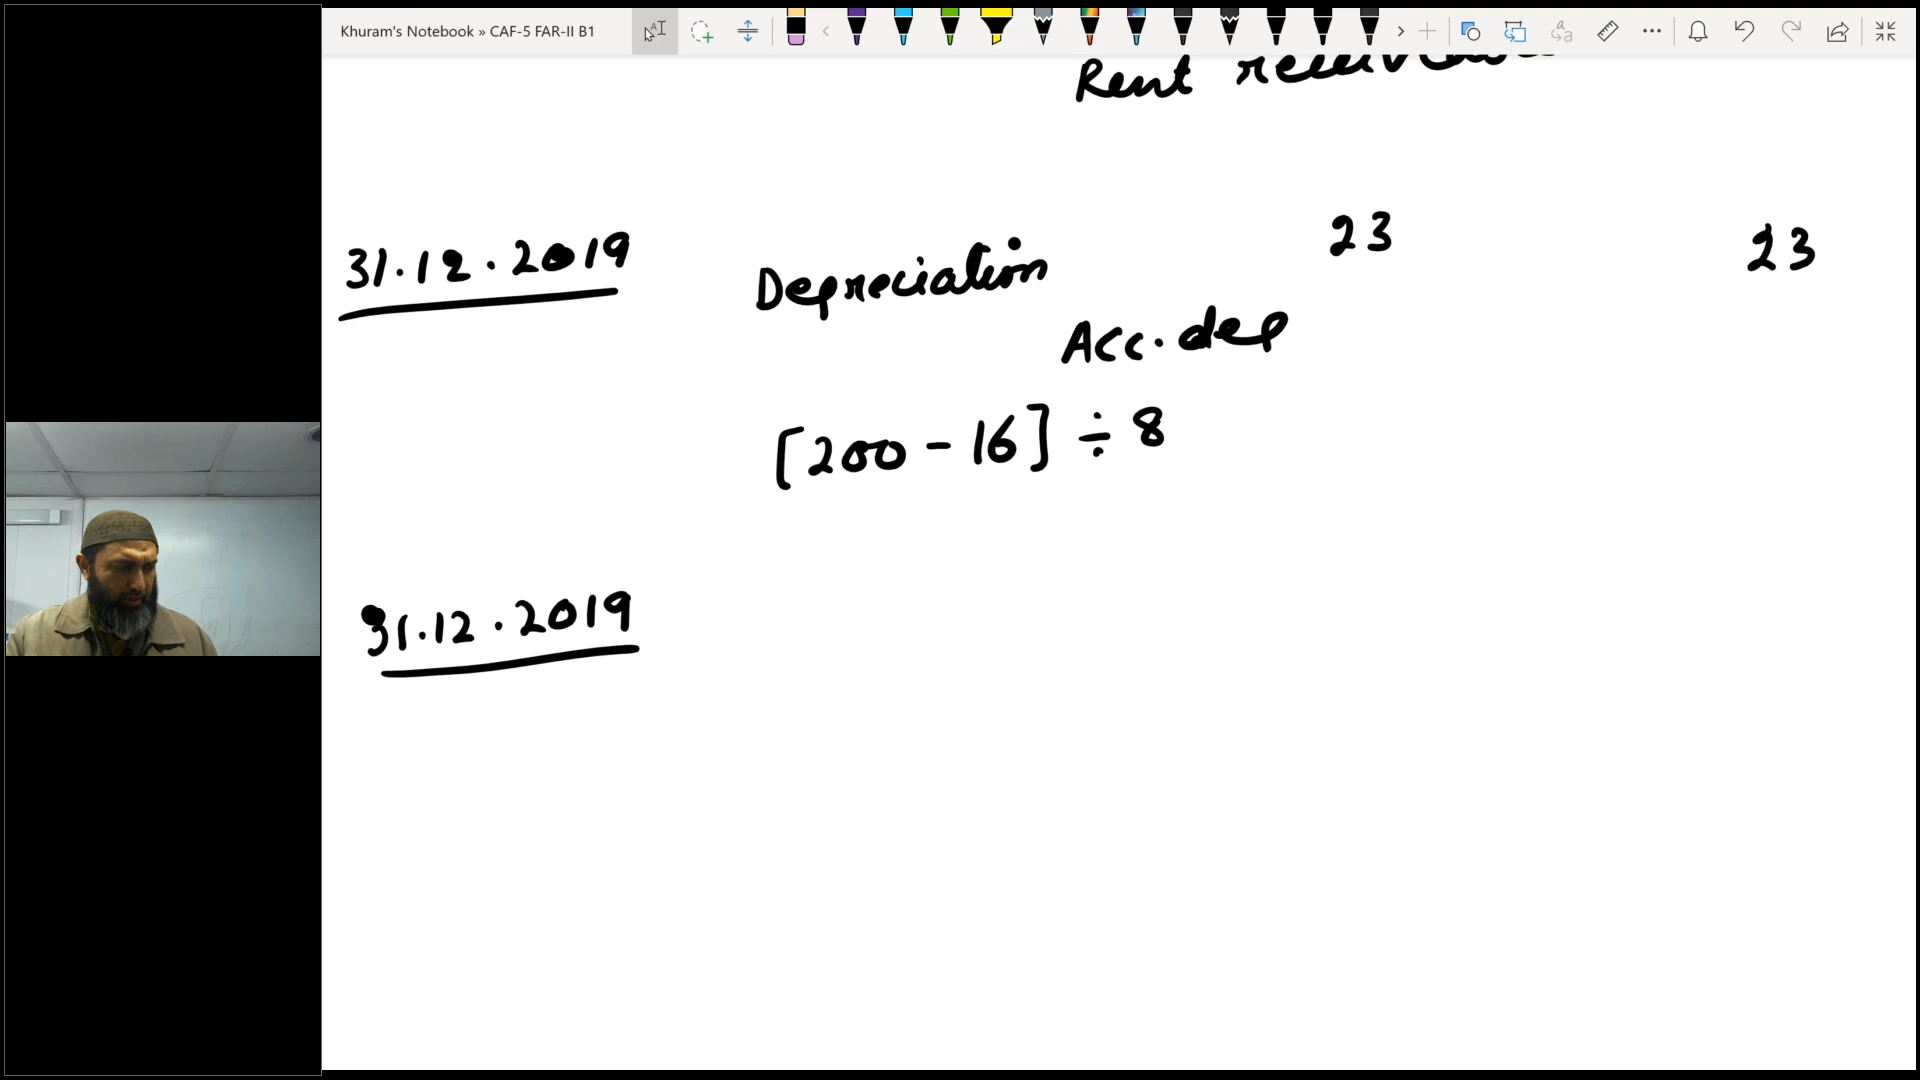 Khuram's Notebook » CAF-5 FAR-II B1
Rent
31.12.2019 Depreciation 23 23
Acc. dep
[200 - 16] ÷ 8
31.12.2019